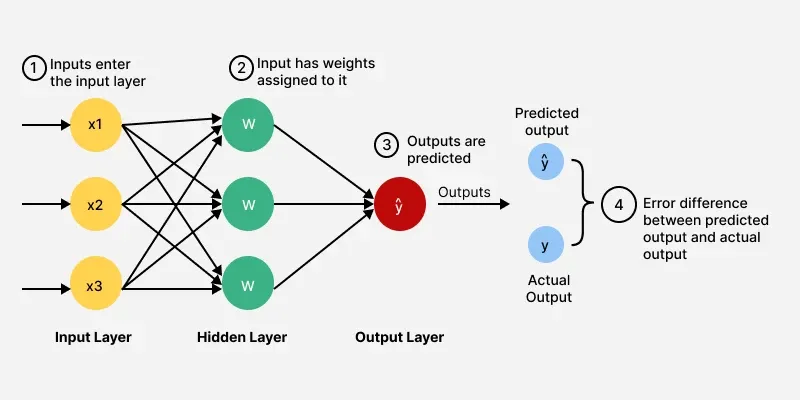 1
Inputs enter
the input layer
2
Input has weights
assigned to it
x1
x2
x3
W
W
W
3
Outputs are
predicted
ŷ
Outputs
Predicted
output
ŷ
y
Actual
Output
4
Error difference
between predicted
output and actual
output
Input Layer
Hidden Layer
Output Layer